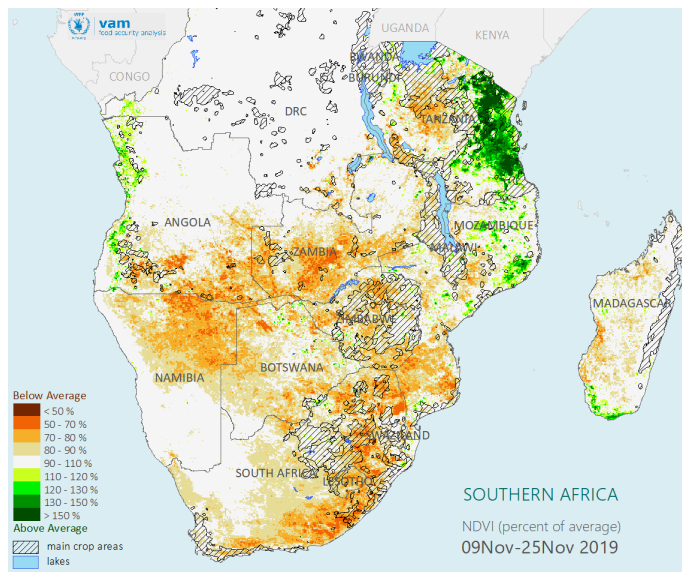 WFP
vam
food security analysis
UGANDA
KENYA
RWANDA
BURUNDI
CONGO
DRC
TANZANIA
ANGOLA
ZAMBIA
MALAWI
MOZAMBIQUE
MADAGASCAR
ZIMBABWE
NAMIBIA
BOTSWANA
SWAZILAND
SOUTH AFRICA
LESOTHO
Below Average
< 50 %
50 - 70 %
70 - 80 %
80 - 90 %
90 - 110 %
110 - 120 %
120 - 130 %
130 - 150 %
> 150 %
Above Average
main crop areas
lakes
SOUTHERN AFRICA
NDVI (percent of average)
09Nov-25Nov 2019